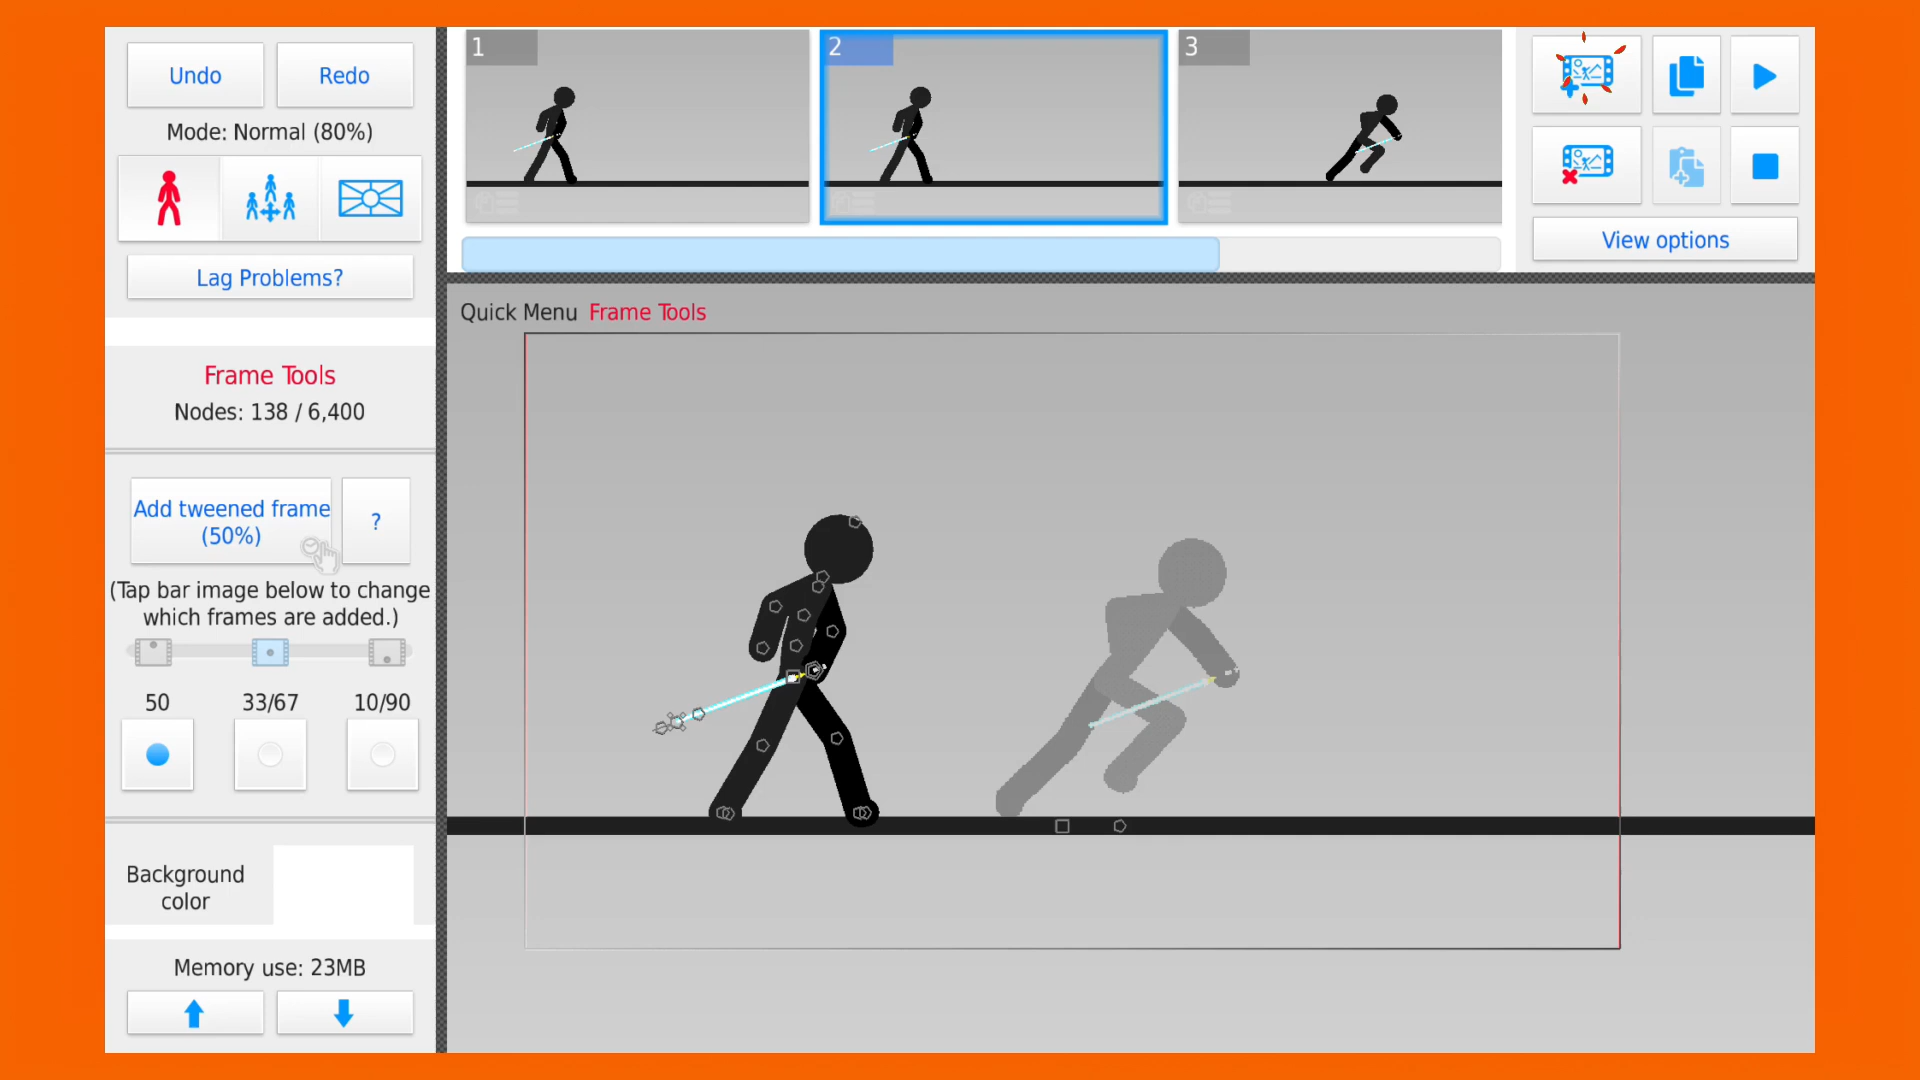 Undo
Redo
Mode: Normal (80%)
Lag Problems?
Frame Tools
Nodes: 138 / 6,400
Add tweened frame
(50%)
?
(Tap bar image below to change
which frames are added.)
50
33/67
10/90
Background
color
Memory use: 23MB
1
2
3
View options
Quick Menu Frame Tools